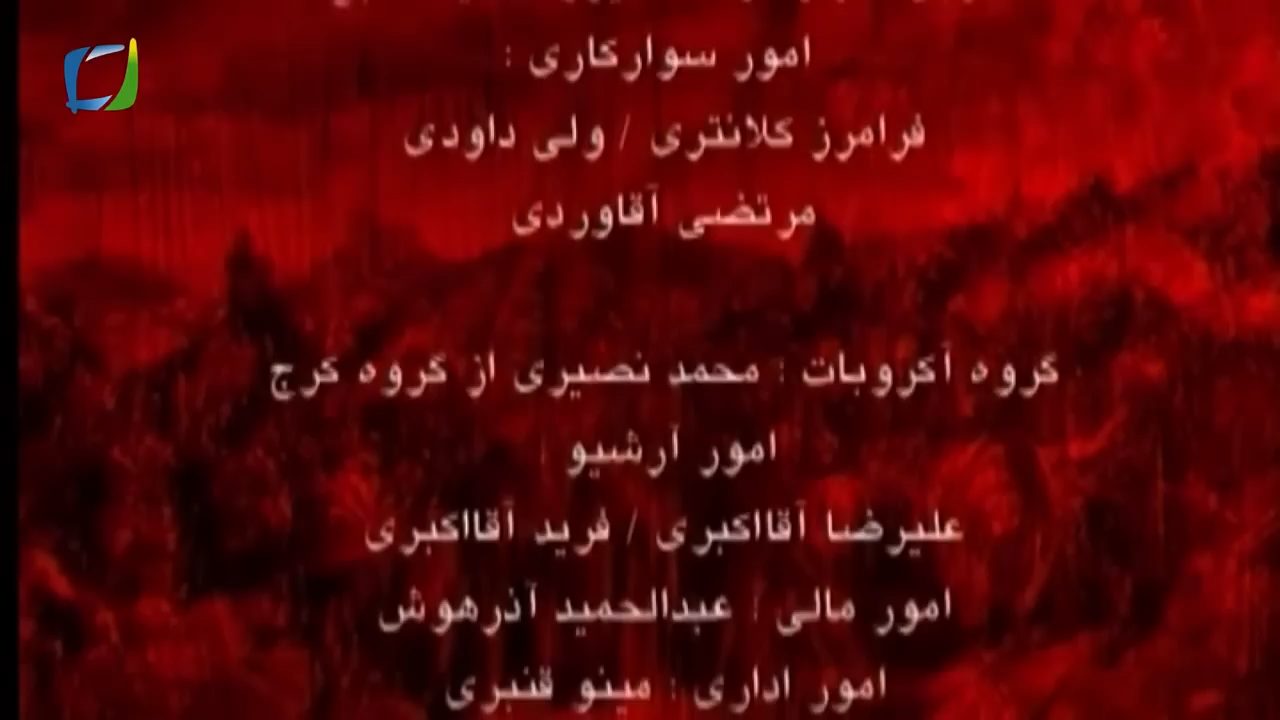 امور سوارکاری :
فرامرز کلانتری / ولی داودی
مرتضی آقاوردی
گروه آکروبات : محمد نصیری از گروه کرج
امور آرشیو :
علیرضا آقااکبری / فرید آقااکبری
امور مالی : عبدالحمید آذرهوش
امور اداری : مینو قنبری